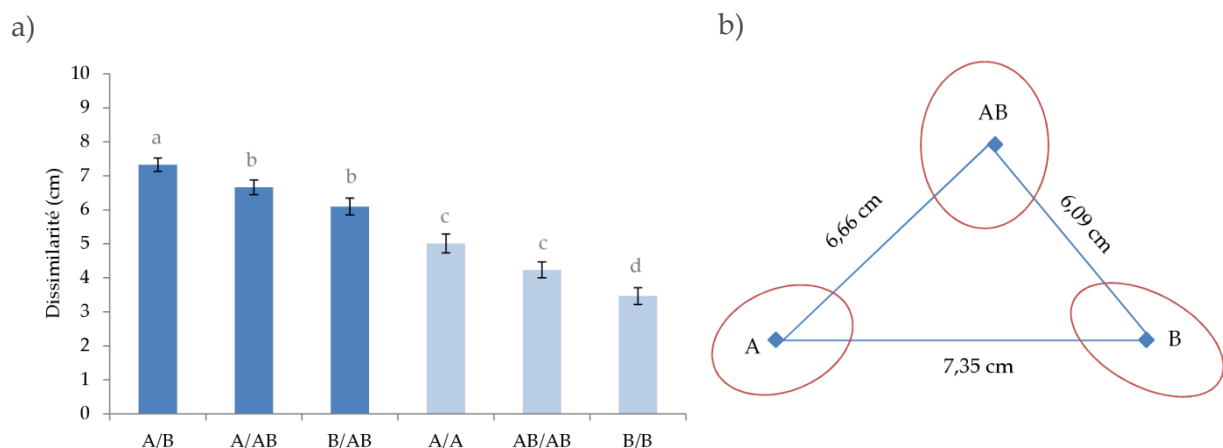 a)
Dissimilarité (cm)
10
9
8
7
6
5
4
3
2
1
0
a
b
b
c
c
d
A/B A/AB B/AB A/A AB/AB B/B
b)
AB
6,66 cm
6,09 cm
A
B
7,35 cm